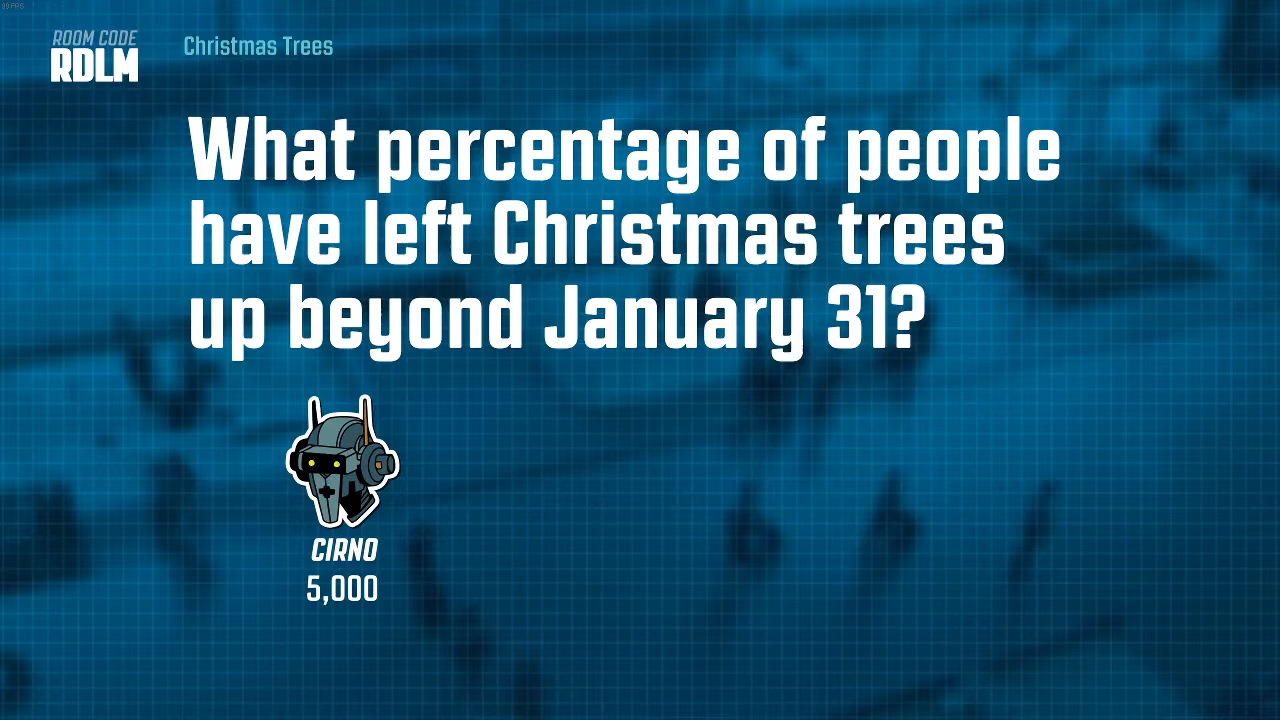 ROOM CODE
RDLM
Christmas Trees
What percentage of people
have left Christmas trees
up beyond January 31?
CIRNO
5,000